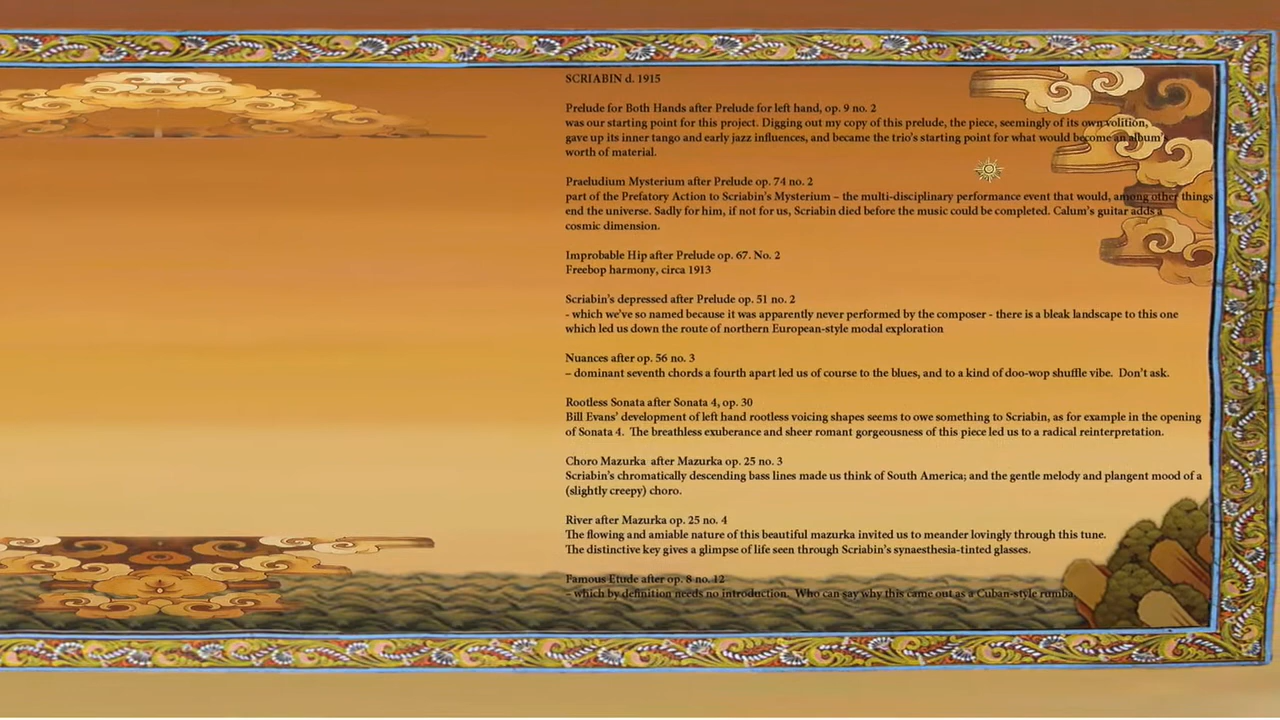 SCRIABIN d. 1915
Prelude for Both Hands after Prelude for left hand, op. 9 no. 2
was our starting point for this project. Digging out my copy of this prelude, the piece, seemingly of its own volition,
gave up its inner tango and early jazz influences, and became the trio's starting point for what would become an album's
worth of material.
Praeludium Mysterium after Prelude op. 74 no. 2
part of the Prefatory Action to Scriabin's Mysterium – the multi-disciplinary performance event that would, among other things
end the universe. Sadly for him, if not for us, Scriabin died before the music could be completed. Calum's guitar adds a
cosmic dimension.
Improbable Hip after Prelude op. 67. No. 2
Freebop harmony, circa 1913
Scriabin's depressed after Prelude op. 51 no. 2
- which we've so named because it was apparently never performed by the composer - there is a bleak landscape to this one
which led us down the route of northern European-style modal exploration
Nuances after op. 56 no. 3
– dominant seventh chords a fourth apart led us of course to the blues, and to a kind of doo-wop shuffle vibe.  Don't ask.
Rootless Sonata after Sonata 4, op. 30
Bill Evans' development of left hand rootless voicing shapes seems to owe something to Scriabin, as for example in the opening
of Sonata 4.  The breathless exuberance and sheer romant gorgeousness of this piece led us to a radical reinterpretation.
Choro Mazurka  after Mazurka op. 25 no. 3
Scriabin's chromatically descending bass lines made us think of South America; and the gentle melody and plangent mood of a
(slightly creepy) choro.
River after Mazurka op. 25 no. 4
The flowing and amiable nature of this beautiful mazurka invited us to meander lovingly through this tune.
The distinctive key gives a glimpse of life seen through Scriabin's synaesthesia-tinted glasses.
Famous Etude after op. 8 no. 12
– which by definition needs no introduction.  Who can say why this came out as a Cuban-style rumba.